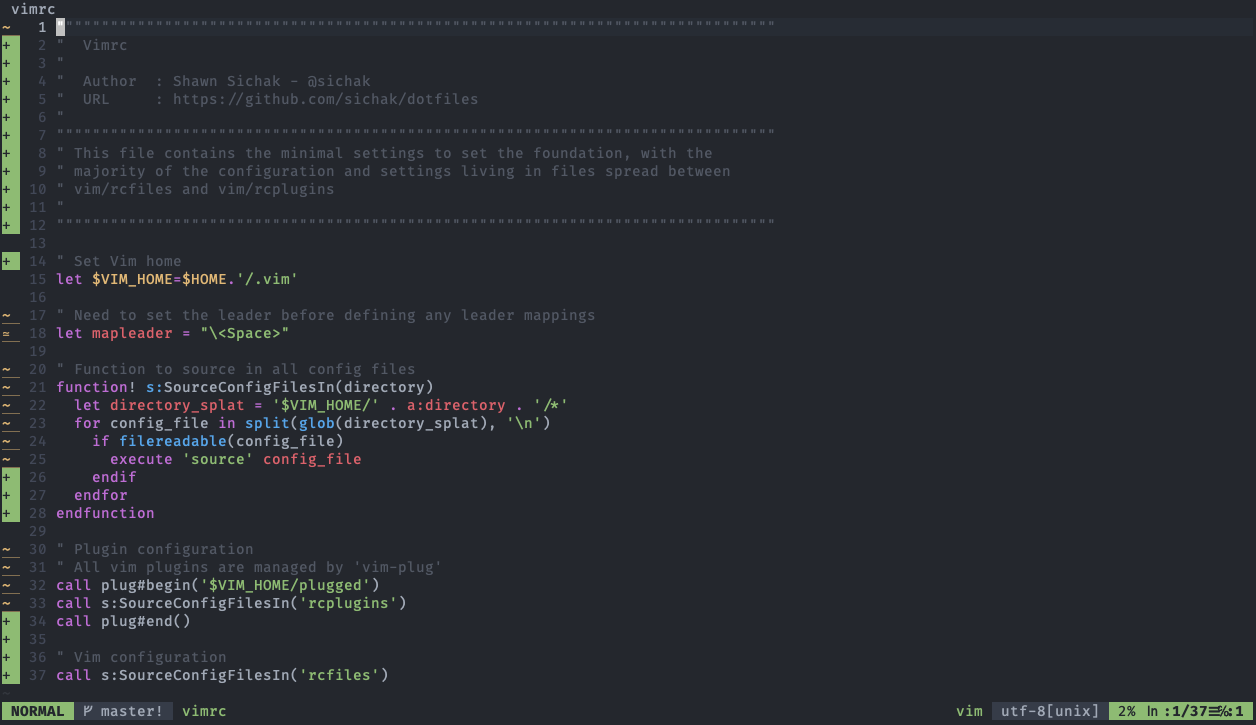 vimrc
~ 1 """""""""""""""""""""""""""""""""""""""""""""""""""""""""""""""""""""""""""""""
+ 2 "  Vimrc
+ 3 "
+ 4 "  Author  : Shawn Sichak - @sichak
+ 5 "  URL     : https://github.com/sichak/dotfiles
+ 6 "
+ 7 """""""""""""""""""""""""""""""""""""""""""""""""""""""""""""""""""""""""""""""
+ 8 " This file contains the minimal settings to set the foundation, with the
+ 9 " majority of the configuration and settings living in files spread between
+ 10 " vim/rcfiles and vim/rcplugins
+ 11 "
+ 12 """""""""""""""""""""""""""""""""""""""""""""""""""""""""""""""""""""""""""""""
13
+ 14 " Set Vim home
15 let $VIM_HOME=$HOME.'/.vim'
16
~ 17 " Need to set the leader before defining any leader mappings
≃ 18 let mapleader = "\<Space>"
19
~ 20 " Function to source in all config files
~ 21 function! s:SourceConfigFilesIn(directory)
~ 22   let directory_splat = '$VIM_HOME/' . a:directory . '/*'
~ 23   for config_file in split(glob(directory_splat), '\n')
~ 24     if filereadable(config_file)
~ 25       execute 'source' config_file
+ 26     endif
+ 27   endfor
+ 28 endfunction
29
~ 30 " Plugin configuration
~ 31 " All vim plugins are managed by 'vim-plug'
~ 32 call plug#begin('$VIM_HOME/plugged')
~ 33 call s:SourceConfigFilesIn('rcplugins')
+ 34 call plug#end()
+ 35
+ 36 " Vim configuration
+ 37 call s:SourceConfigFilesIn('rcfiles')
~
NORMAL master! vimrc vim utf-8[unix] 2% ln :1/37≡℅:1